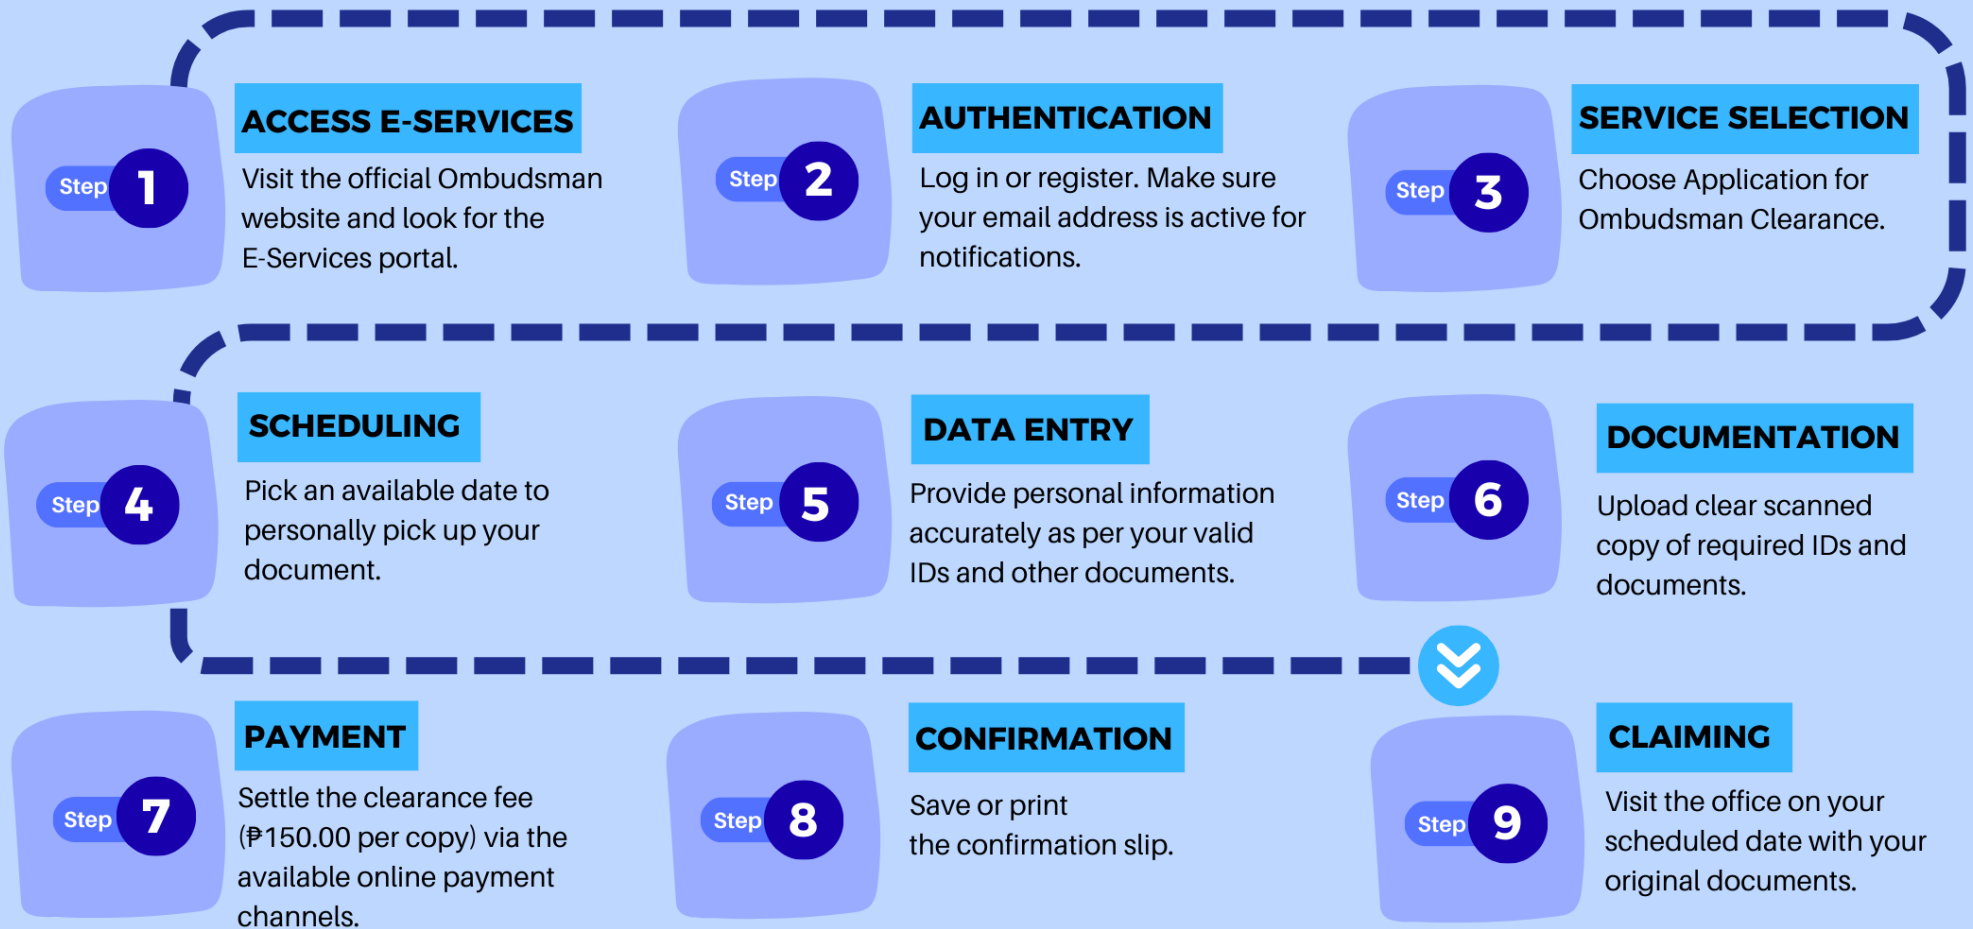 Step 1
ACCESS E-SERVICES
Visit the official Ombudsman
website and look for the
E-Services portal.
Step 2
AUTHENTICATION
Log in or register. Make sure
your email address is active for
notifications.
Step 3
SERVICE SELECTION
Choose Application for
Ombudsman Clearance.
Step 4
SCHEDULING
Pick an available date to
personally pick up your
document.
Step 5
DATA ENTRY
Provide personal information
accurately as per your valid
IDs and other documents.
Step 6
DOCUMENTATION
Upload clear scanned
copy of required IDs and
documents.
Step 7
PAYMENT
Settle the clearance fee
(₱150.00 per copy) via the
available online payment
channels.
Step 8
CONFIRMATION
Save or print
the confirmation slip.
Step 9
CLAIMING
Visit the office on your
scheduled date with your
original documents.